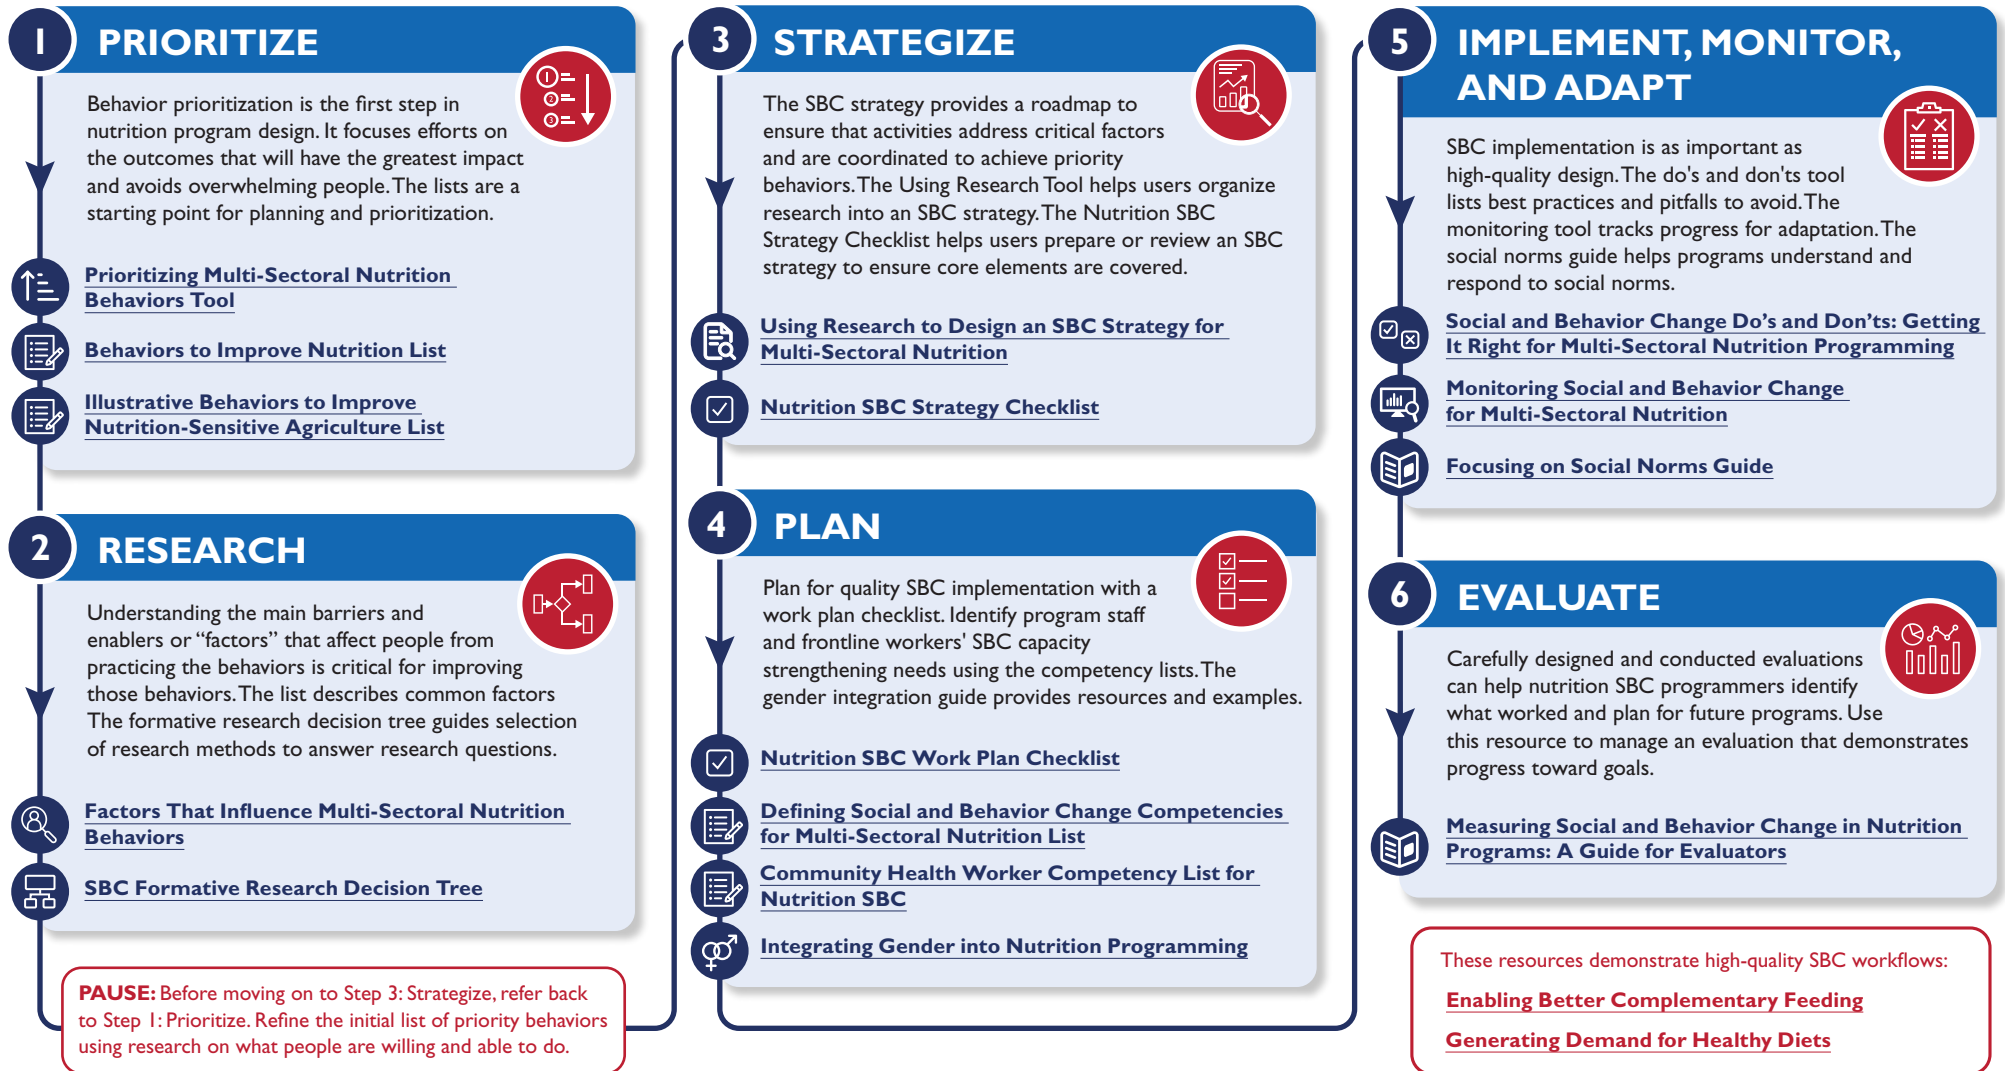 1
PRIORITIZE
Behavior prioritization is the first step in
nutrition program design. It focuses efforts on
the outcomes that will have the greatest impact
and avoids overwhelming people. The lists are a
starting point for planning and prioritization.
Prioritizing Multi-Sectoral Nutrition
Behaviors Tool
Behaviors to Improve Nutrition List
Illustrative Behaviors to Improve
Nutrition-Sensitive Agriculture List
2
RESEARCH
Understanding the main barriers and
enablers or “factors” that affect people from
practicing the behaviors is critical for improving
those behaviors. The list describes common factors
The formative research decision tree guides selection
of research methods to answer research questions.
Factors That Influence Multi-Sectoral Nutrition
Behaviors
SBC Formative Research Decision Tree
PAUSE: Before moving on to Step 3: Strategize, refer back
to Step 1: Prioritize. Refine the initial list of priority behaviors
using research on what people are willing and able to do.
3
STRATEGIZE
The SBC strategy provides a roadmap to
ensure that activities address critical factors
and are coordinated to achieve priority
behaviors. The Using Research Tool helps users organize
research into an SBC strategy. The Nutrition SBC
Strategy Checklist helps users prepare or review an SBC
strategy to ensure core elements are covered.
Using Research to Design an SBC Strategy for
Multi-Sectoral Nutrition
Nutrition SBC Strategy Checklist
4
PLAN
Plan for quality SBC implementation with a
work plan checklist. Identify program staff
and frontline workers' SBC capacity
strengthening needs using the competency lists. The
gender integration guide provides resources and examples.
Nutrition SBC Work Plan Checklist
Defining Social and Behavior Change Competencies
for Multi-Sectoral Nutrition List
Community Health Worker Competency List for
Nutrition SBC
Integrating Gender into Nutrition Programming
5
IMPLEMENT, MONITOR,
AND ADAPT
SBC implementation is as important as
high-quality design. The do's and don'ts tool
lists best practices and pitfalls to avoid. The
monitoring tool tracks progress for adaptation. The
social norms guide helps programs understand and
respond to social norms.
Social and Behavior Change Do’s and Don’ts: Getting
It Right for Multi-Sectoral Nutrition Programming
Monitoring Social and Behavior Change
for Multi-Sectoral Nutrition
Focusing on Social Norms Guide
6
EVALUATE
Carefully designed and conducted evaluations
can help nutrition SBC programmers identify
what worked and plan for future programs. Use
this resource to manage an evaluation that demonstrates
progress toward goals.
Measuring Social and Behavior Change in Nutrition
Programs: A Guide for Evaluators
These resources demonstrate high-quality SBC workflows:
Enabling Better Complementary Feeding
Generating Demand for Healthy Diets